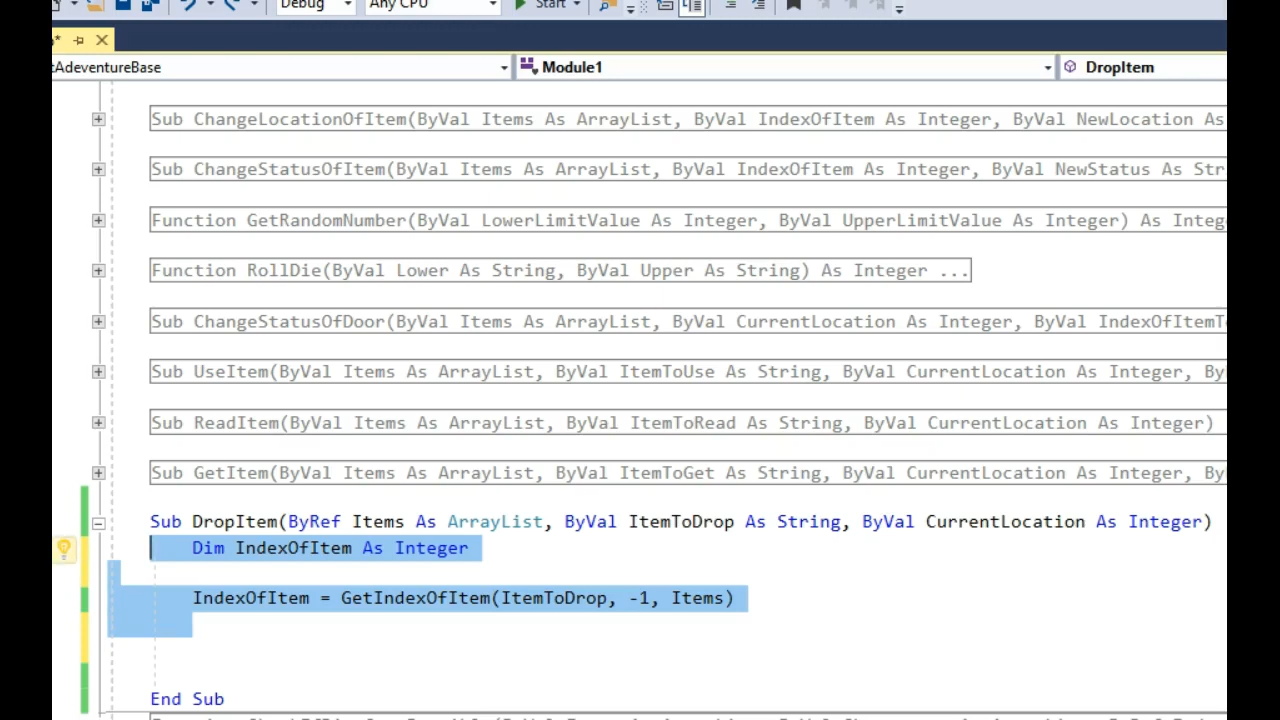 Debug Any CPU Start
tAdeventureBase Module1 DropItem
Sub ChangeLocationOfItem(ByVal Items As ArrayList, ByVal IndexOfItem As Integer, ByVal NewLocation As
Sub ChangeStatusOfItem(ByVal Items As ArrayList, ByVal IndexOfItem As Integer, ByVal NewStatus As Str
Function GetRandomNumber(ByVal LowerLimitValue As Integer, ByVal UpperLimitValue As Integer) As Integ
Function RollDie(ByVal Lower As String, ByVal Upper As String) As Integer ...
Sub ChangeStatusOfDoor(ByVal Items As ArrayList, ByVal CurrentLocation As Integer, ByVal IndexOfItemT
Sub UseItem(ByVal Items As ArrayList, ByVal ItemToUse As String, ByVal CurrentLocation As Integer, By
Sub ReadItem(ByVal Items As ArrayList, ByVal ItemToRead As String, ByVal CurrentLocation As Integer)
Sub GetItem(ByVal Items As ArrayList, ByVal ItemToGet As String, ByVal CurrentLocation As Integer, By
Sub DropItem(ByRef Items As ArrayList, ByVal ItemToDrop As String, ByVal CurrentLocation As Integer)
Dim IndexOfItem As Integer
IndexOfItem = GetIndexOfItem(ItemToDrop, -1, Items)
End Sub